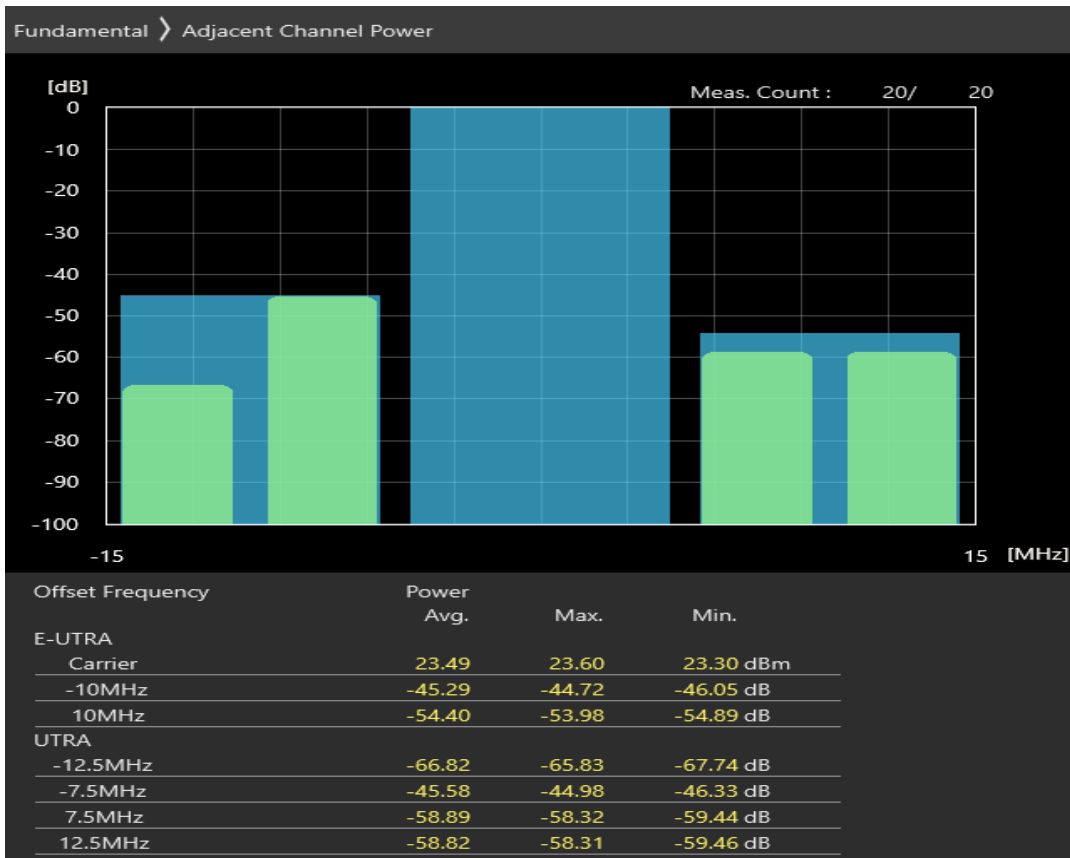 Fundamental 〉 Adjacent Channel Power
[dB]
Meas. Count : 20/ 20
0
-10
-20
-30
-40
-50
-60
-70
-80
-90
-100
-15 15 [MHz]
Offset Frequency Power
Avg. Max. Min.
E-UTRA
Carrier 23.49 23.60 23.30 dBm
-10MHz -45.29 -44.72 -46.05 dB
10MHz -54.40 -53.98 -54.89 dB
UTRA
-12.5MHz -66.82 -65.83 -67.74 dB
-7.5MHz -45.58 -44.98 -46.33 dB
7.5MHz -58.89 -58.32 -59.44 dB
12.5MHz -58.82 -58.31 -59.46 dB